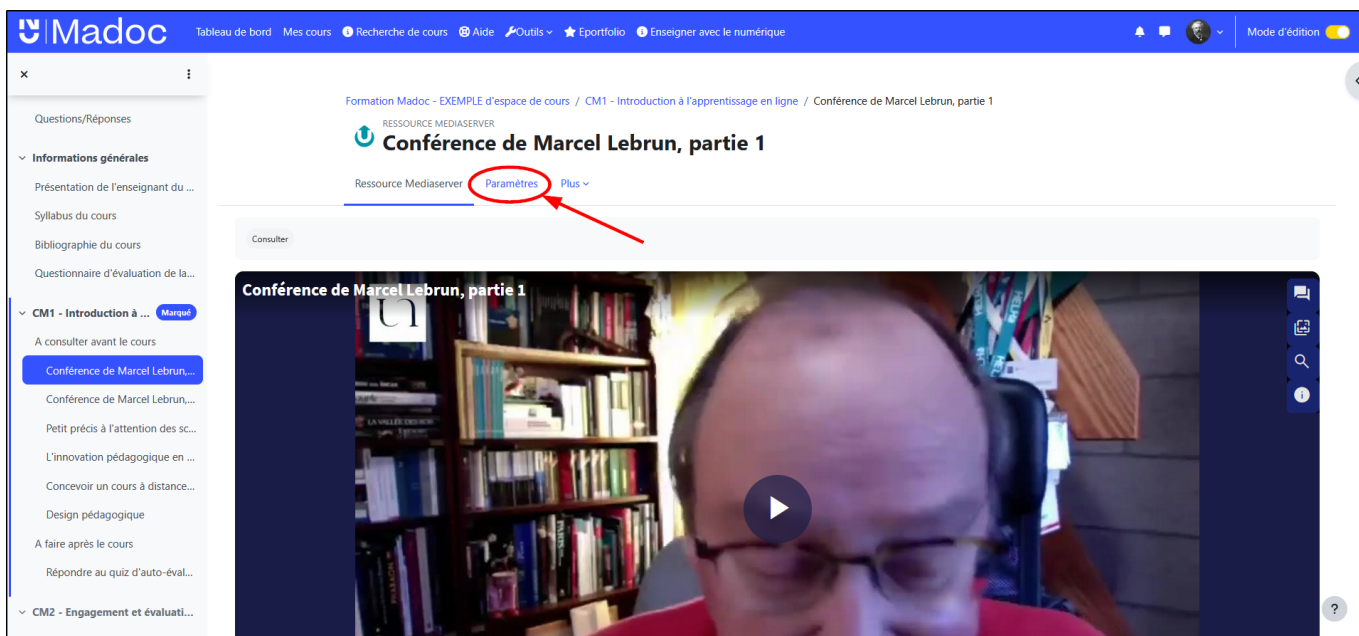 Madoc
Tableau de bord Mes cours Recherche de cours Aide Outils Eportfolio Enseigner avec le numérique Mode d'édition
Questions/Réponses
Informations générales
Présentation de l'enseignant du ...
Syllabus du cours
Bibliographie du cours
Questionnaire d'évaluation de la...
CM1 - Introduction à ... Marqué
A consulter avant le cours
Conférence de Marcel Lebrun,...
Conférence de Marcel Lebrun,...
Petit précis à l'attention des sc...
L'innovation pédagogique en ...
Concevoir un cours à distance...
Design pédagogique
A faire après le cours
Répondre au quiz d'auto-éval...
CM2 - Engagement et évaluati...
Formation Madoc - EXEMPLE d'espace de cours / CM1 - Introduction à l'apprentissage en ligne / Conférence de Marcel Lebrun, partie 1
RESSOURCE MEDIASERVER
Conférence de Marcel Lebrun, partie 1
Ressource Mediaserver Paramètres Plus
Consulter
Conférence de Marcel Lebrun, partie 1
LA VALLÉE DES ROIS
?